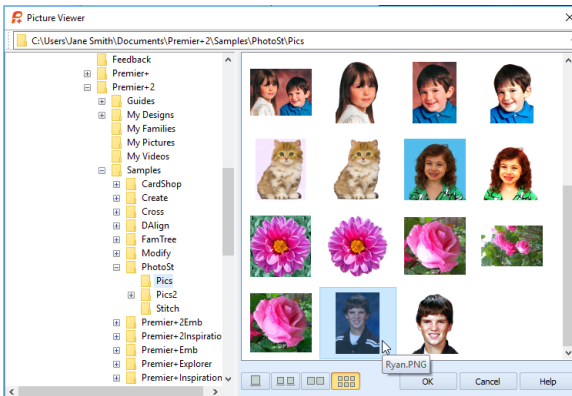 Picture Viewer
C:\Users\Jane Smith\Documents\Premier+2\Samples\PhotoSt\Pics
Feedback
Premier+
Premier+2
Guides
My Designs
My Families
My Pictures
My Videos
Samples
CardShop
Create
Cross
DAlign
FamTree
Modify
PhotoSt
Pics
Pics2
Stitch
Premier+2Emb
Premier+2Inspiratio
Premier+Emb
Premier+Explorer
Premier+Inspiration
Ryan.PNG
OK
Cancel
Help